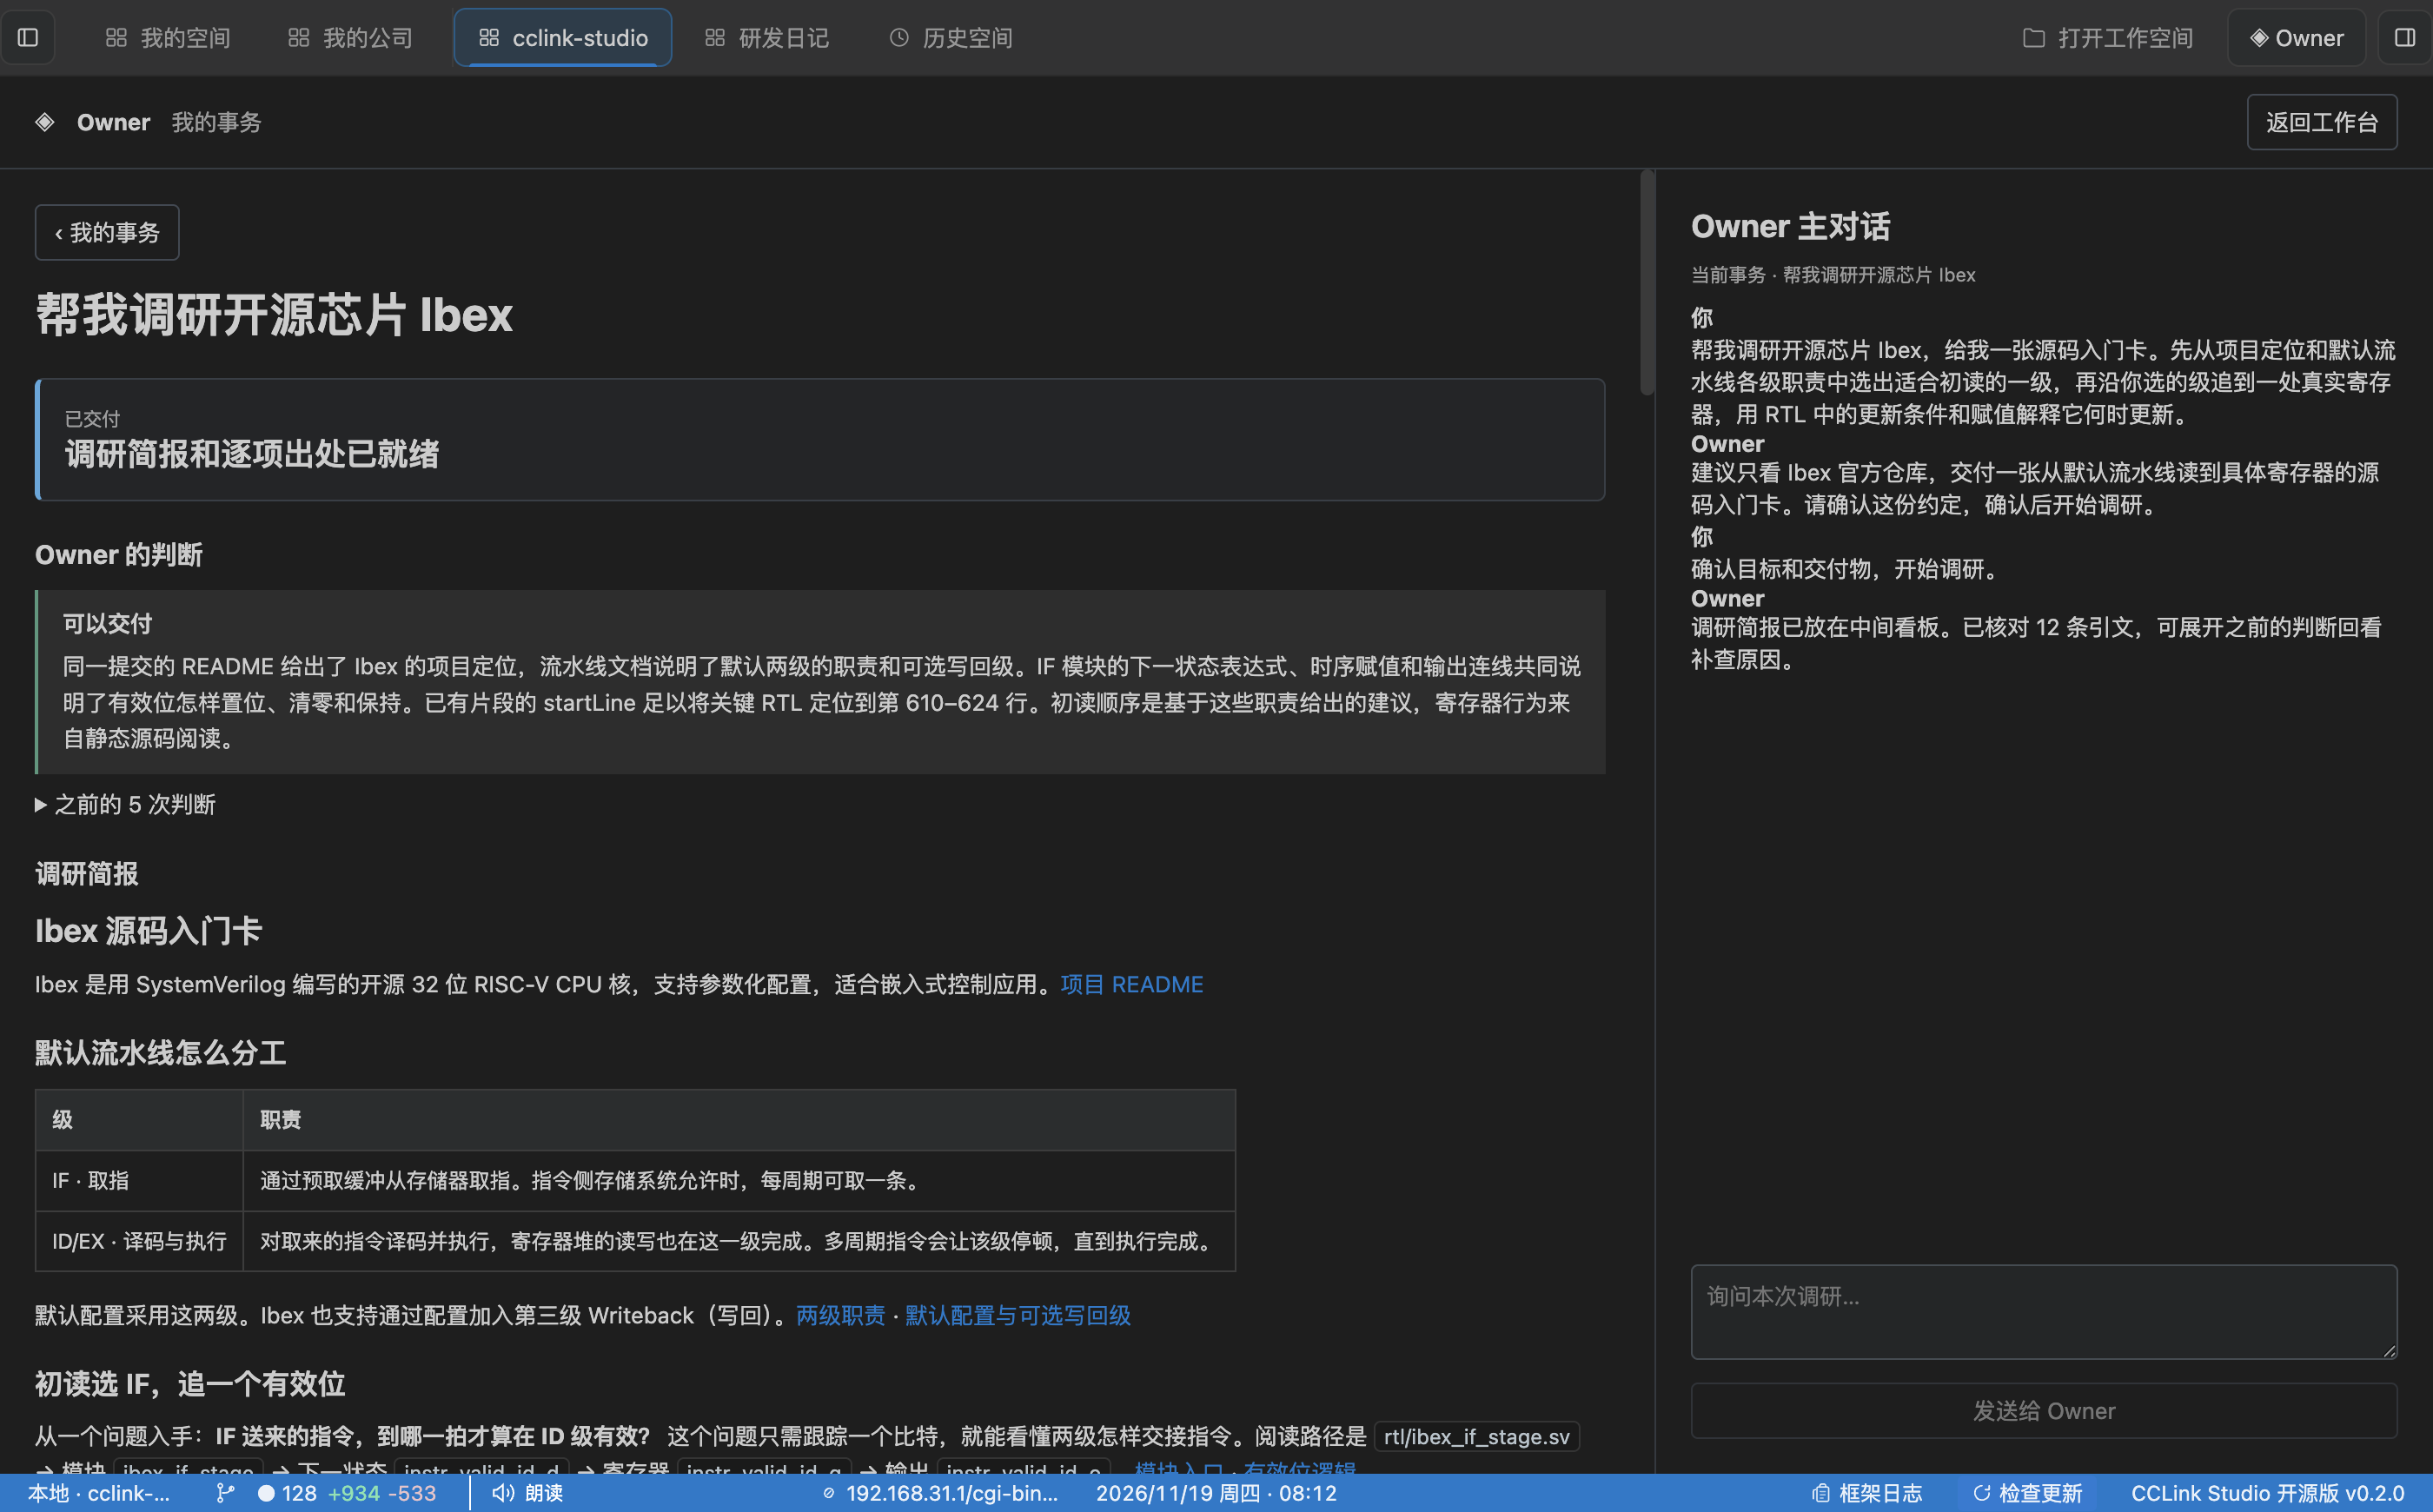 我的空间
我的公司
cclink-studio
研发日记
历史空间
打开工作空间
Owner
Owner 我的事务
返回工作台
‹ 我的事务
帮我调研开源芯片 Ibex
已交付
调研简报和逐项出处已就绪
Owner 的判断
可以交付
同一提交的 README 给出了 Ibex 的项目定位，流水线文档说明了默认两级的职责和可选写回级。IF 模块的下一状态表达式、时序赋值和输出连线共同说
明了有效位怎样置位、清零和保持。已有片段的 startLine 足以将关键 RTL 定位到第 610–624 行。初读顺序是基于这些职责给出的建议，寄存器行为来
自静态源码阅读。
之前的 5 次判断
调研简报
Ibex 源码入门卡
Ibex 是用 SystemVerilog 编写的开源 32 位 RISC-V CPU 核，支持参数化配置，适合嵌入式控制应用。项目 README
默认流水线怎么分工
级 职责
IF · 取指 通过预取缓冲从存储器取指。指令侧存储系统允许时，每周期可取一条。
ID/EX · 译码与执行 对取来的指令译码并执行，寄存器堆的读写也在这一级完成。多周期指令会让该级停顿，直到执行完成。
默认配置采用这两级。Ibex 也支持通过配置加入第三级 Writeback（写回）。两级职责 · 默认配置与可选写回级
初读选 IF，追一个有效位
从一个问题入手：IF 送来的指令，到哪一拍才算在 ID 级有效？ 这个问题只需跟踪一个比特，就能看懂两级怎样交接指令。阅读路径是 rtl/ibex_if_stage.sv
→ 模块 ibex_if_stage → 下一状态 instr_valid_id_d → 寄存器 instr_valid_id_q → 输出 instr_valid_id_o 。模块入口 · 有效位逻辑
Owner 主对话
当前事务 · 帮我调研开源芯片 Ibex
你
帮我调研开源芯片 Ibex，给我一张源码入门卡。先从项目定位和默认流
水线各级职责中选出适合初读的一级，再沿你选的级追到一处真实寄存
器，用 RTL 中的更新条件和赋值解释它何时更新。
Owner
建议只看 Ibex 官方仓库，交付一张从默认流水线读到具体寄存器的源
码入门卡。请确认这份约定，确认后开始调研。
你
确认目标和交付物，开始调研。
Owner
调研简报已放在中间看板。已核对 12 条引文，可展开之前的判断回看
补查原因。
询问本次调研...
发送给 Owner
本地 · cclink-...
128 +934 -533
朗读
192.168.31.1/cgi-bin...
2026/11/19 周四 · 08:12
框架日志
检查更新
CCLink Studio 开源版 v0.2.0